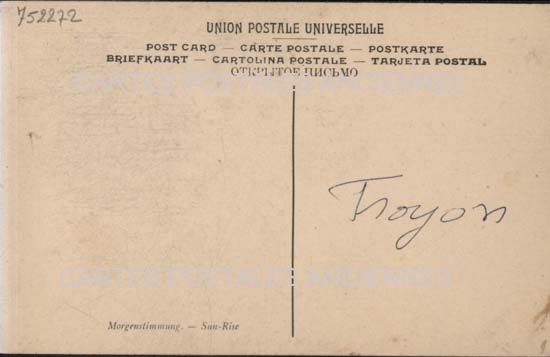 752272
UNION POSTALE UNIVERSELLE
POST CARD — CARTE POSTALE — POSTKARTE
BRIEFKAART — CARTOLINA POSTALE — TARJETA POSTAL
ОТКРЫТОЕ ПИСЬМО
CARTES POSTALES ANCIENNES
Troyon
CARTES POSTALES ANCIENNES
Morgenstimmung. — Sun-Rise